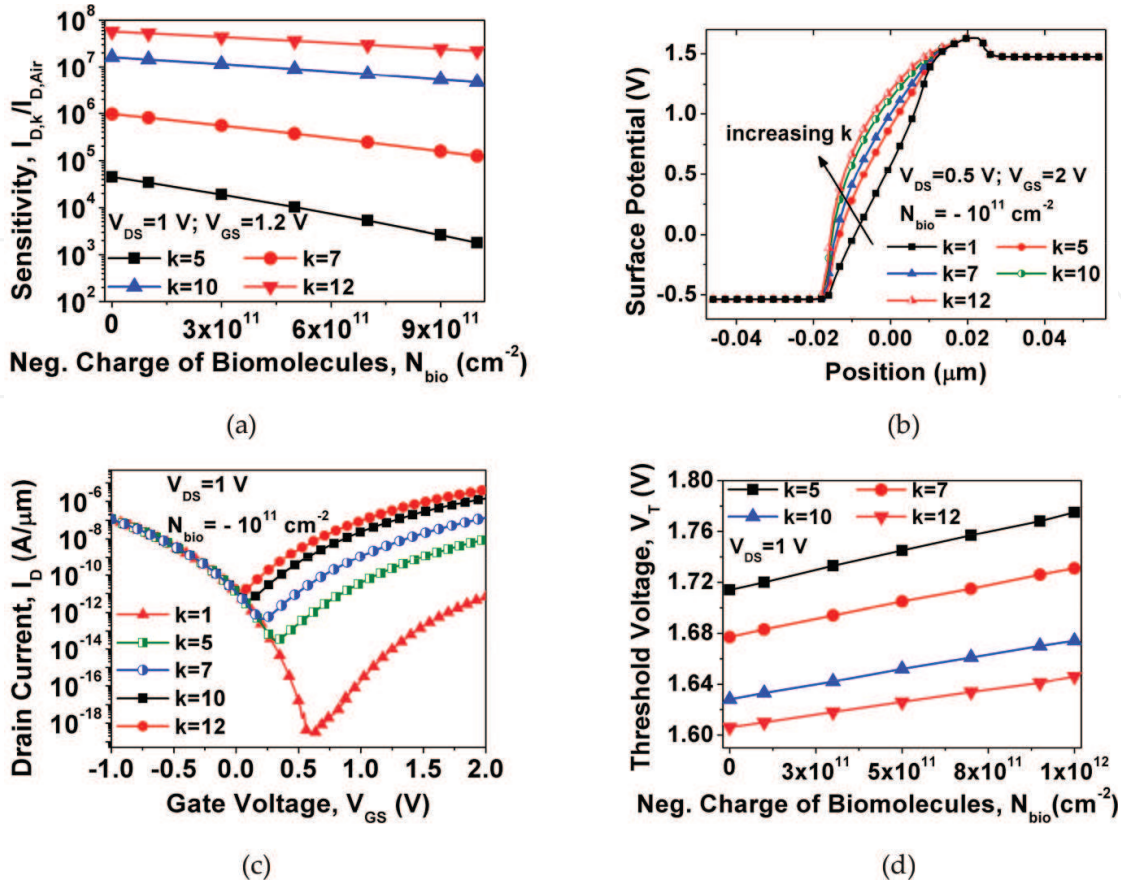 Sensitivity, I_D,k/I_D,Air
10^8
10^7
10^6
10^5
10^4
10^3
10^2
V_DS=1 V; V_GS=1.2 V
k=5 k=7
k=10 k=12
0 3x10^11 6x10^11 9x10^11
Neg. Charge of Biomolecules, N_bio (cm^-2)
(a)
Surface Potential (V)
1.5
1.0
0.5
0.0
-0.5
increasing k
V_DS=0.5 V; V_GS=2 V
N_bio = - 10^11 cm^-2
k=1 k=5
k=7 k=10
k=12
-0.04 -0.02 0.00 0.02 0.04
Position (μm)
(b)
Drain Current, I_D (A/μm)
10^-6
10^-8
10^-10
10^-12
10^-14
10^-16
10^-18
V_DS=1 V
N_bio = - 10^11 cm^-2
k=1
k=5
k=7
k=10
k=12
-1.0 -0.5 0.0 0.5 1.0 1.5 2.0
Gate Voltage, V_GS (V)
(c)
Threshold Voltage, V_T (V)
1.80
1.76
1.72
1.68
1.64
1.60
k=5 k=7
k=10 k=12
V_DS=1 V
0 3x10^11 5x10^11 8x10^11 1x10^12
Neg. Charge of Biomolecules, N_bio(cm^-2)
(d)